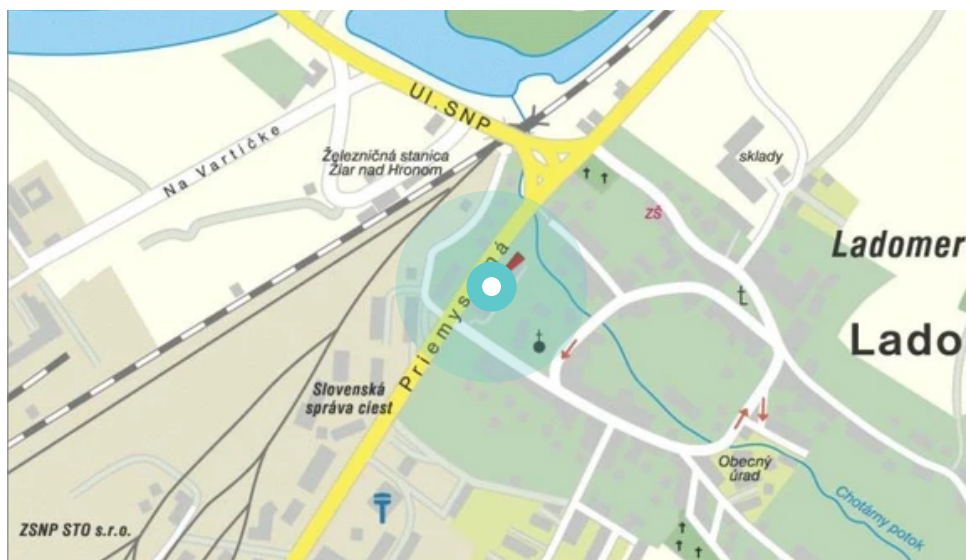 Ul. SNP
Na Vartičke
Železničná stanica
Žiar nad Hronom
sklady
ZŠ
Ladomer
Lado
Slovenská
správa ciest
Obecný
úrad
Chotárny potok
ZSNP STO s.r.o.